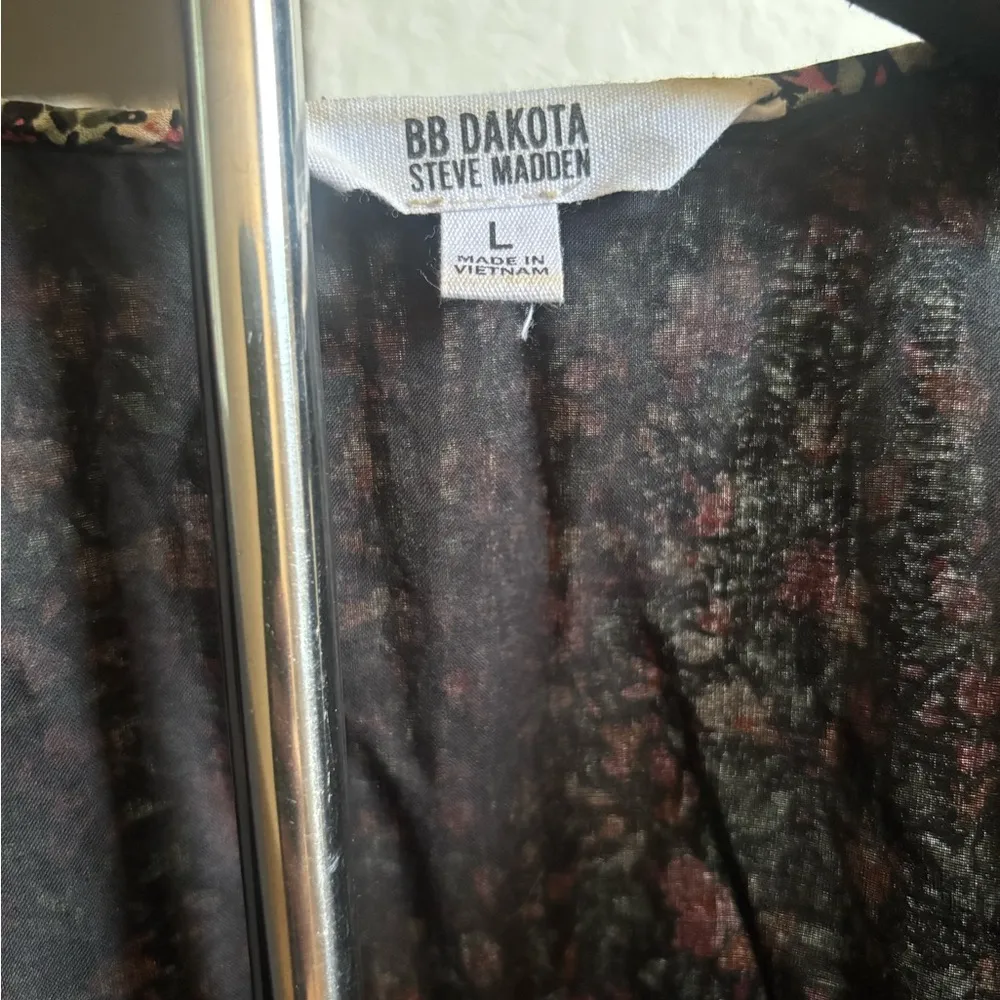 BB DAKOTA
STEVE MADDEN
L
MADE IN
VIETNAM